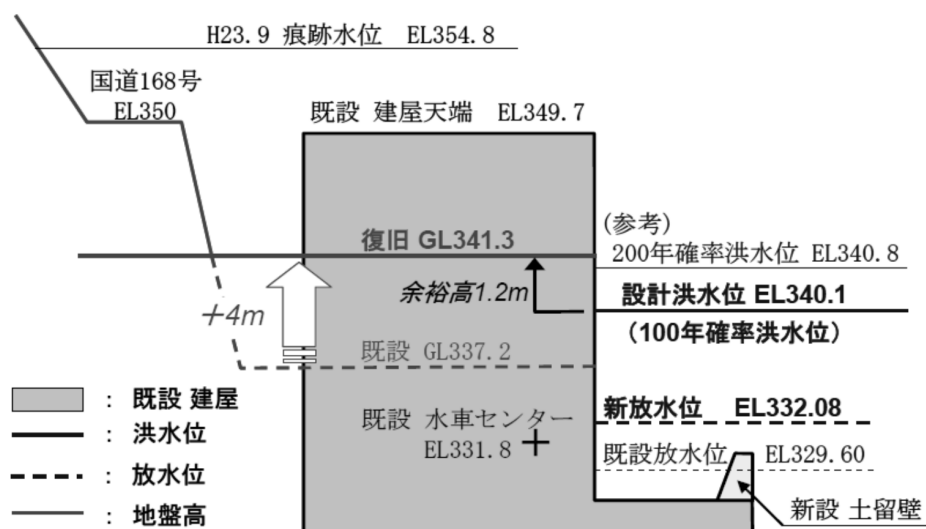 H23.9 痕跡水位 EL354.8
国道168号
EL350
既設 建屋天端 EL349.7
復旧 GL341.3
(参考)
200年確率洪水位 EL340.8
余裕高1.2m
設計洪水位 EL340.1
(100年確率洪水位)
+4m
既設 GL337.2
新放水位 EL332.08
既設 水車センター
EL331.8
既設放水位 EL329.60
新設 土留壁
: 既設 建屋
: 洪水位
: 放水位
: 地盤高